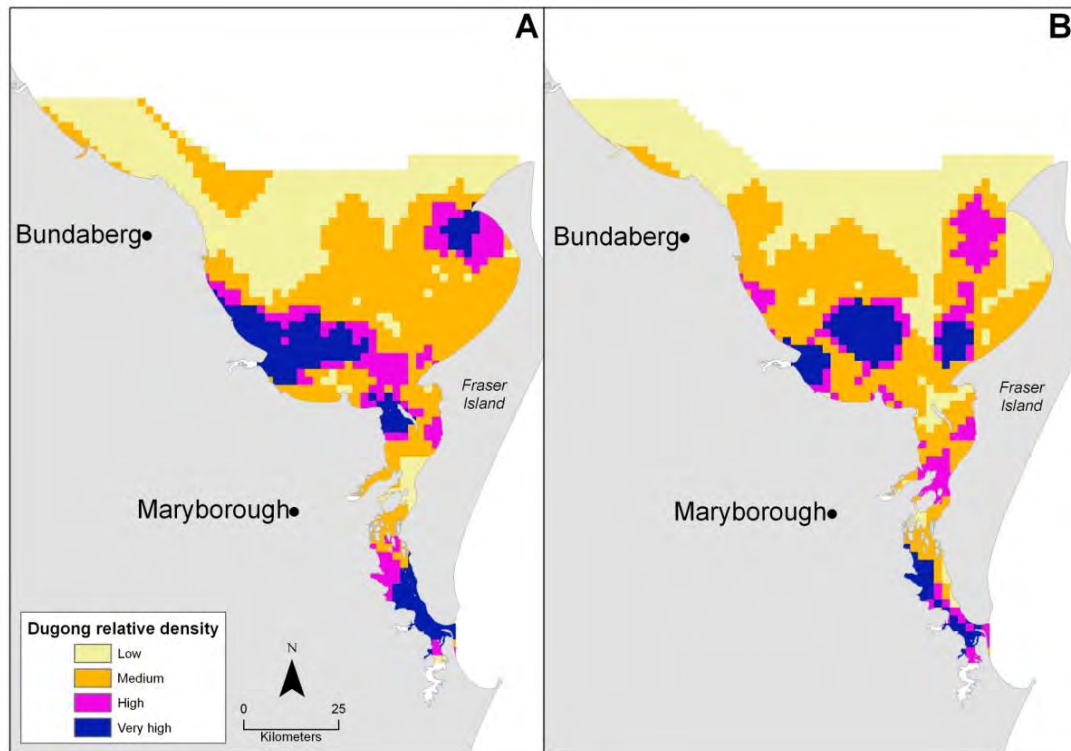 A
Bundaberg
Fraser
Island
Maryborough
Dugong relative density
Low
Medium
High
Very high
N
0 25
Kilometers
B
Bundaberg
Fraser
Island
Maryborough